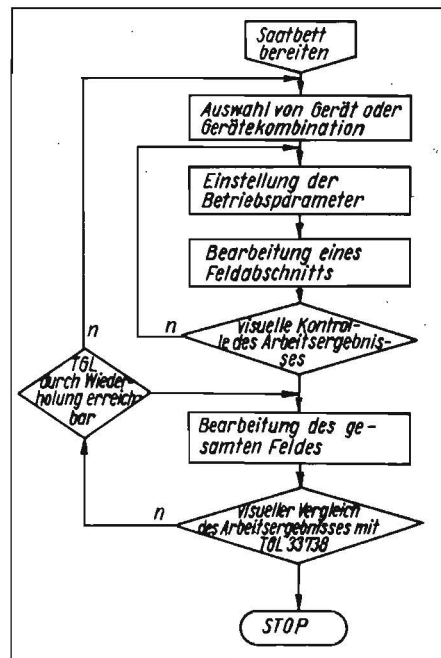 Saatbett
bereiten
Auswahl von Gerät oder
Gerätekombination
Einstellung der
Betriebsparameter
Bearbeitung eines
Feldabschnitts
n
n
visuelle Kontrol-
le des Arbeitsergebnis-
ses
TGL
durch Wieder-
holung erreich-
bar
Bearbeitung des ge-
samten Feldes
n
visueller Vergleich
des Arbeitsergebnisses mit
TGL 33738
STOP